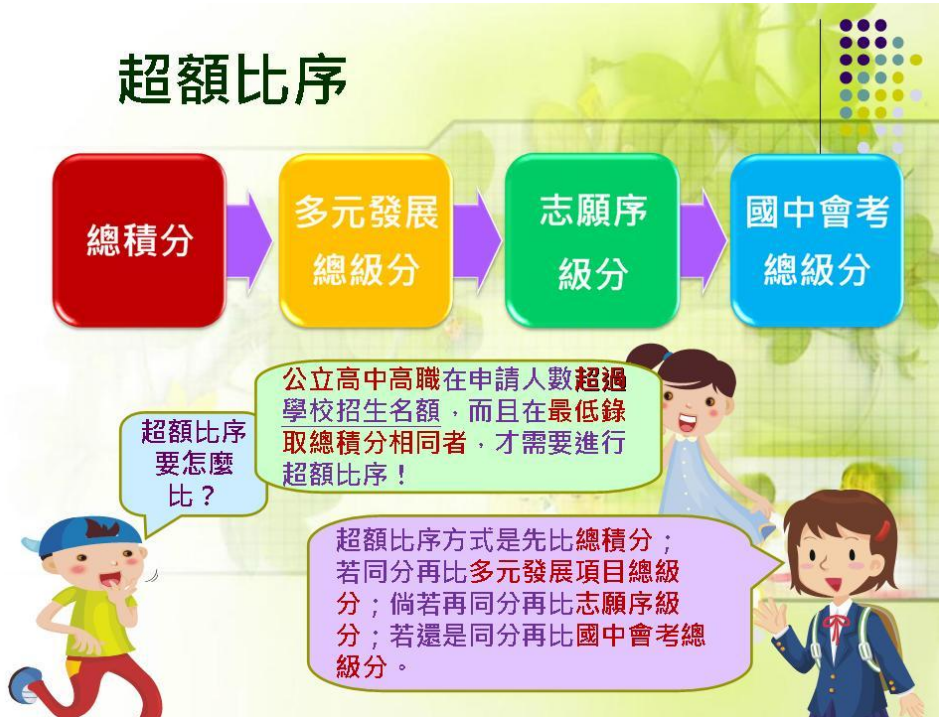 超額比序
總積分
多元發展
總級分
志願序
級分
國中會考
總級分
公立高中高職在申請人數超過
學校招生名額，而且在最低錄
取總積分相同者，才需要進行
超額比序！
超額比序
要怎麼
比？
超額比序方式是先比總積分；
若同分再比多元發展項目總級
分；倘若再同分再比志願序級
分；若還是同分再比國中會考總
級分。